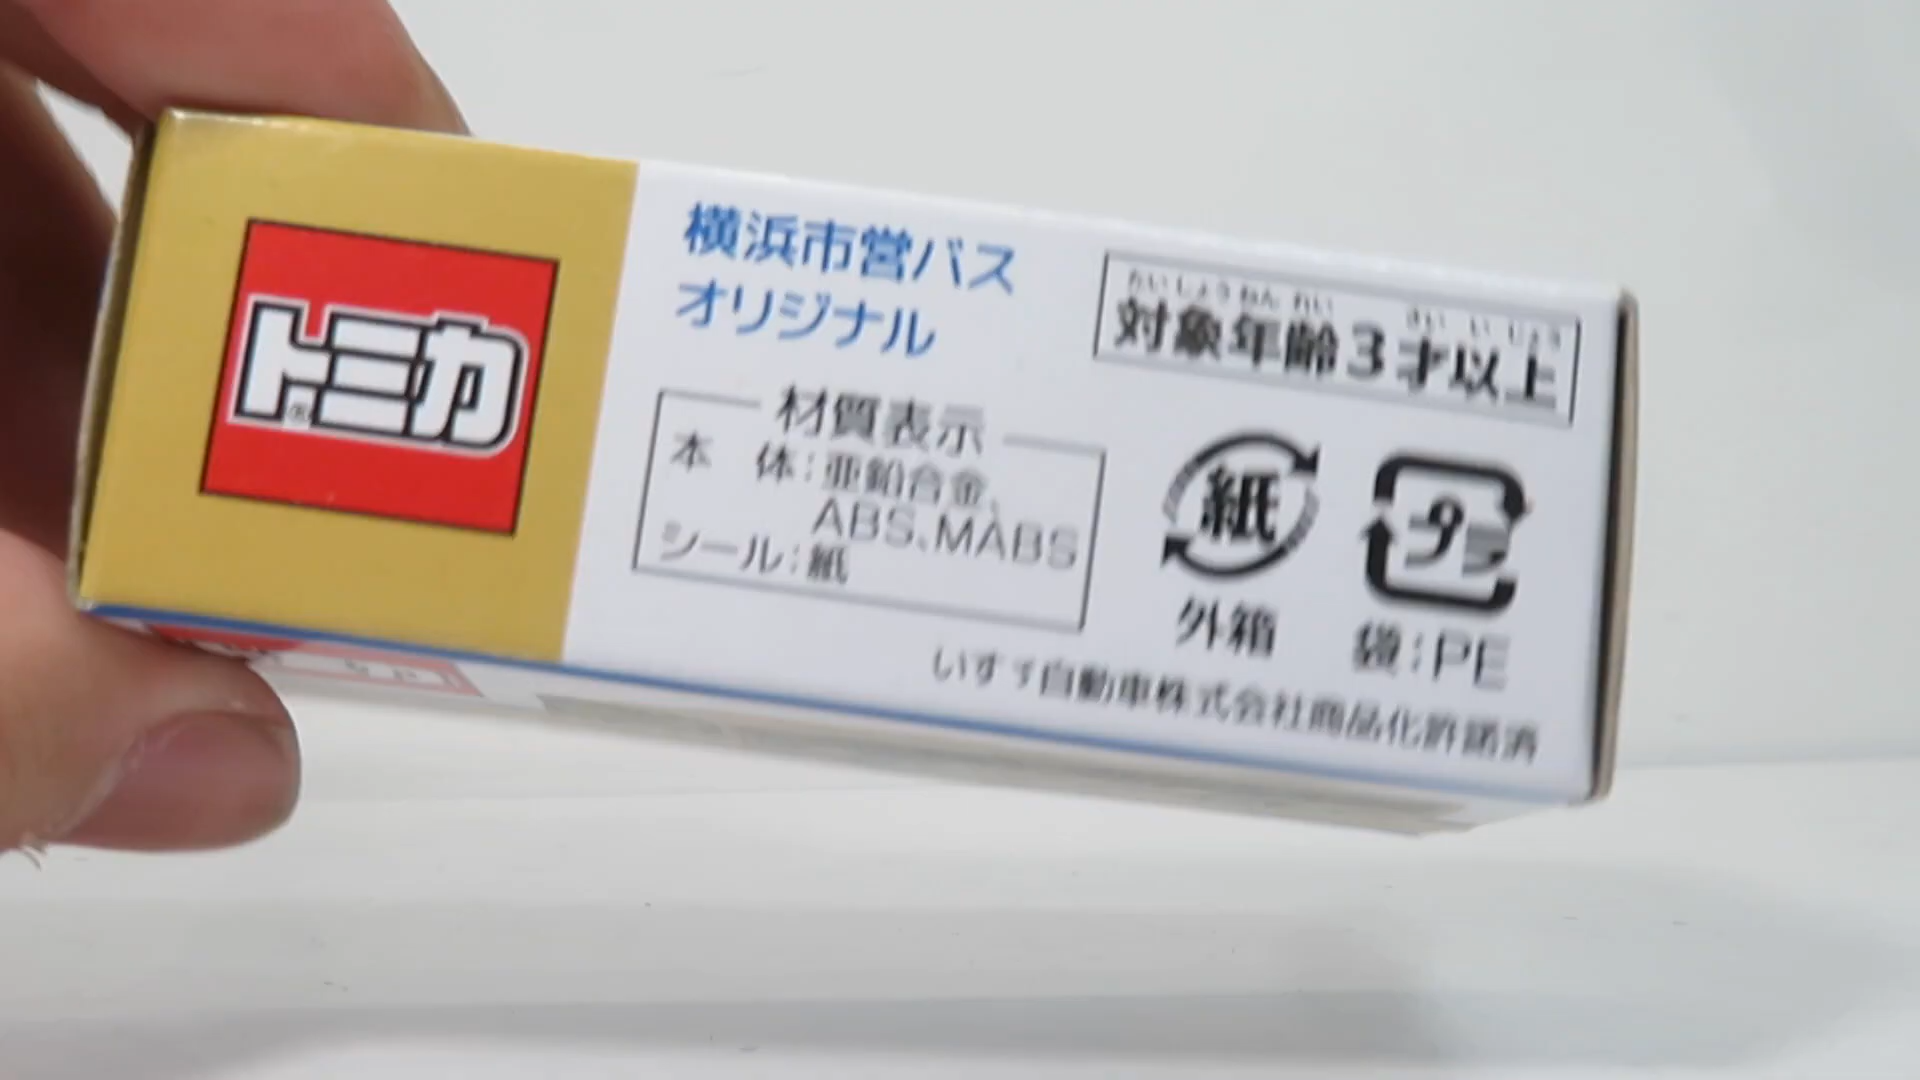 トミカ
横浜市営バス
オリジナル
たいしょうねんれい さいいじょう
対象年齢3才以上
材質表示
本 体:亜鉛合金、
ABS、MABS
シール:紙
紙
外箱
プラ
袋:PE
いすゞ自動車株式会社商品化許諾済